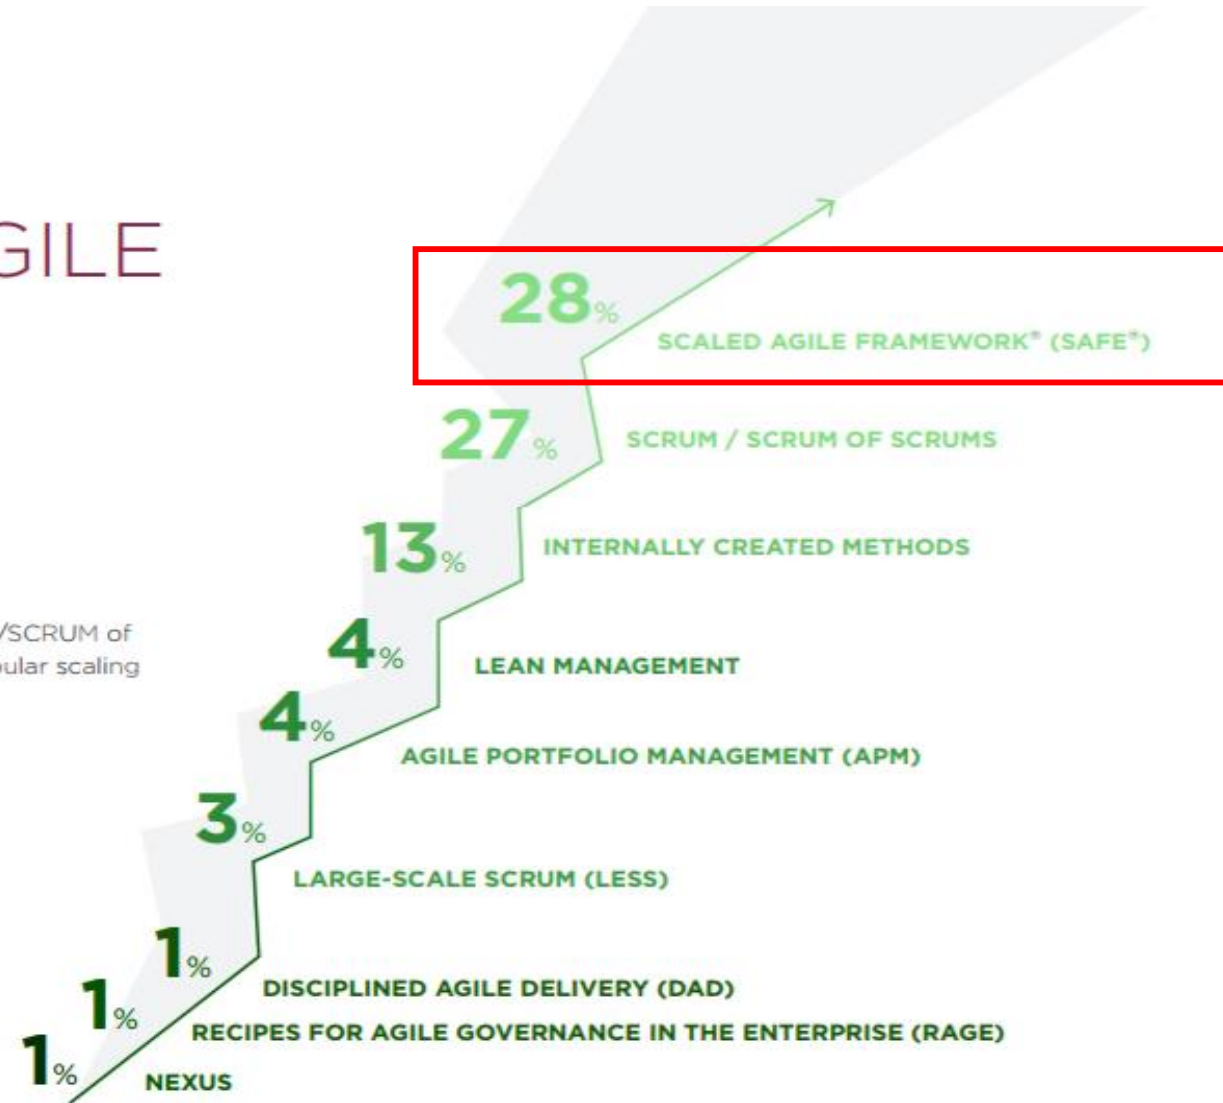 GILE
28%
SCALED AGILE FRAMEWORK® (SAFE®)
27%
SCRUM / SCRUM OF SCRUMS
13%
INTERNALLY CREATED METHODS
/SCRUM of
4%
LEAN MANAGEMENT
scaling
4%
AGILE PORTFOLIO MANAGEMENT (APM)
3%
LARGE-SCALE SCRUM (LESS)
1%
DISCIPLINED AGILE DELIVERY (DAD)
1%
RECIPES FOR AGILE GOVERNANCE IN THE ENTERPRISE (RAGE)
1%
NEXUS